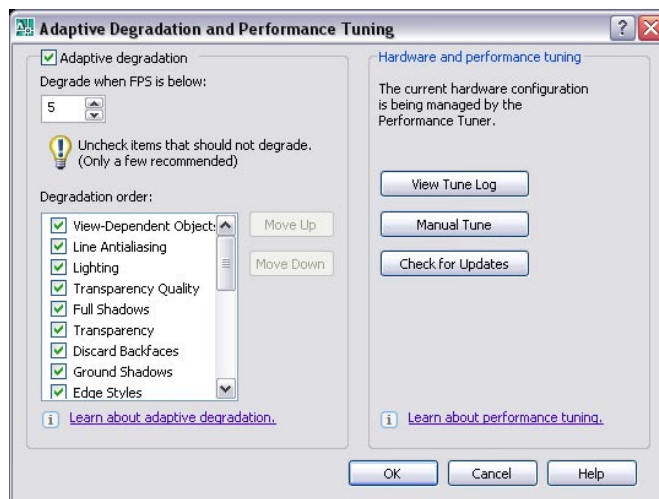 Adaptive Degradation and Performance Tuning
Adaptive degradation
Degrade when FPS is below:
5
Uncheck items that should not degrade.
(Only a few recommended)
Degradation order:
View-Dependent Object
Line Antialiasing
Lighting
Transparency Quality
Full Shadows
Transparency
Discard Backfaces
Ground Shadows
Edge Styles
Move Up
Move Down
Learn about adaptive degradation.
Hardware and performance tuning
The current hardware configuration
is being managed by the
Performance Tuner.
View Tune Log
Manual Tune
Check for Updates
Learn about performance tuning.
OK
Cancel
Help